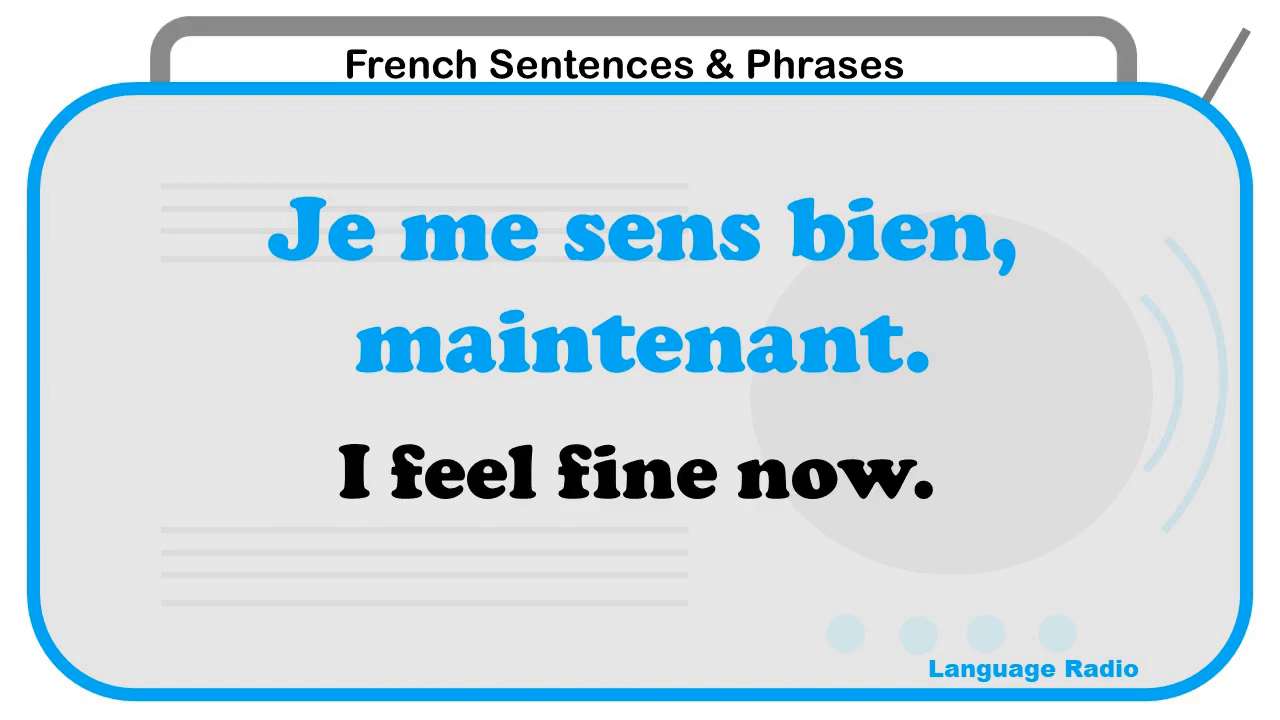 French Sentences & Phrases
Je me sens bien,
maintenant.
I feel fine now.
Language Radio